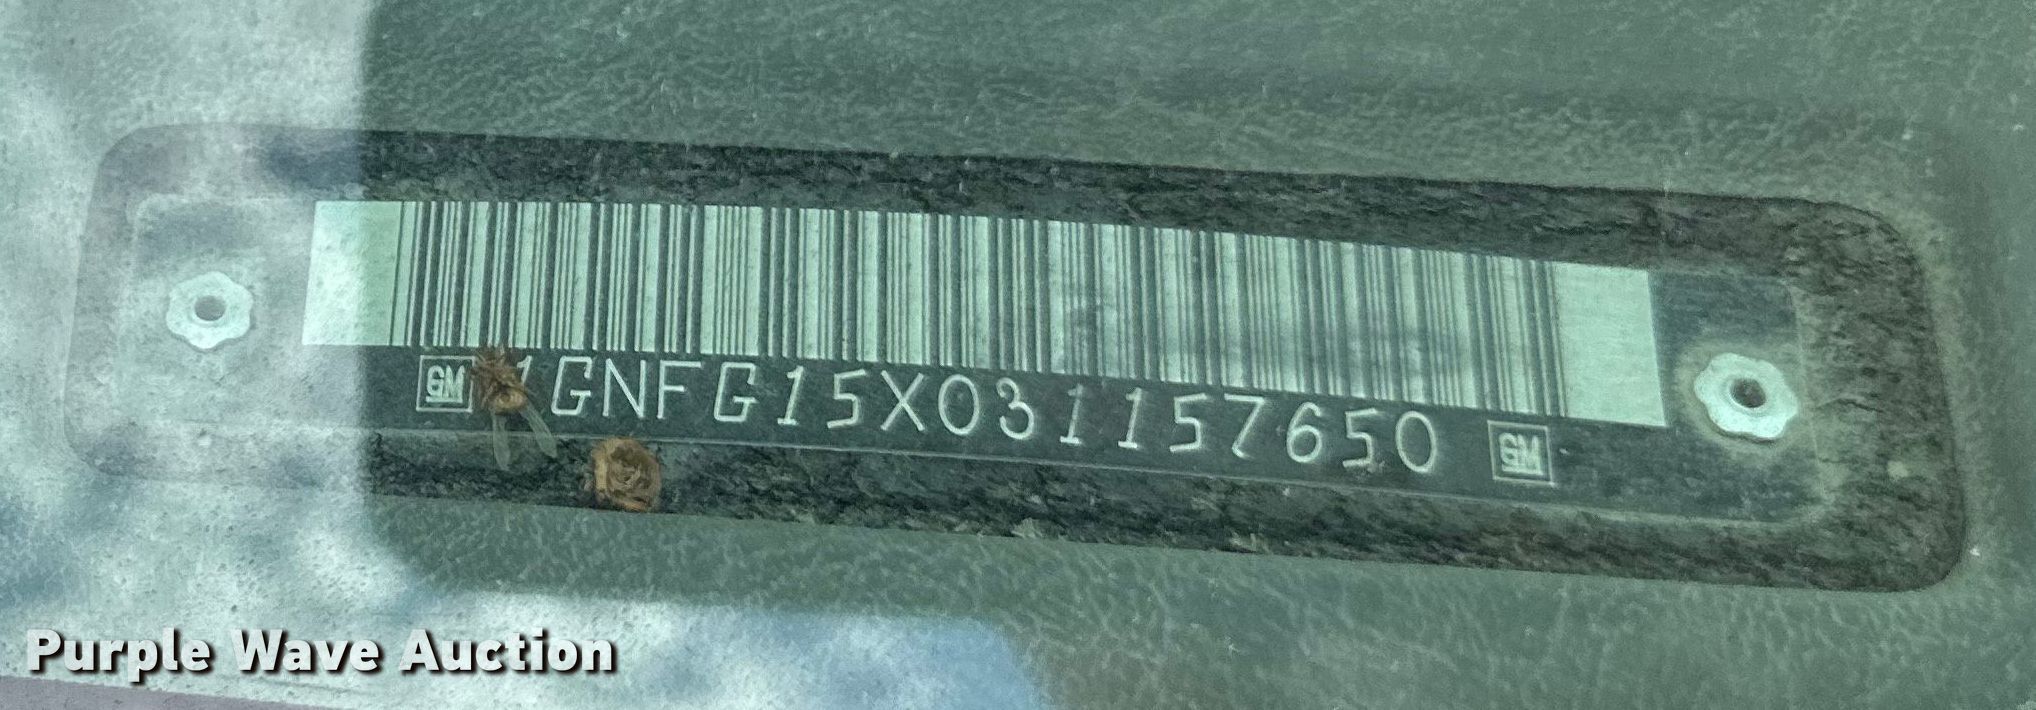 GM 1GNFG15X031157650 GM
Purple Wave Auction